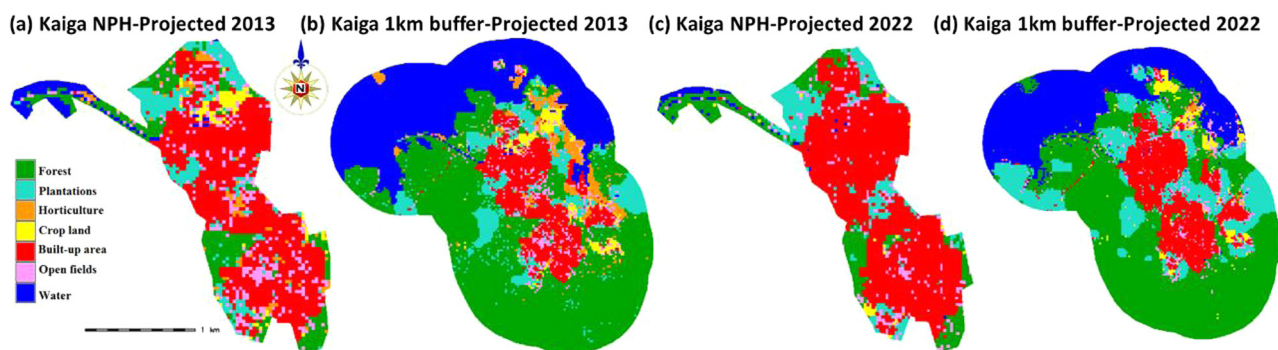 (a) Kaiga NPH-Projected 2013
(b) Kaiga 1km buffer-Projected 2013
(c) Kaiga NPH-Projected 2022
(d) Kaiga 1km buffer-Projected 2022
N
Forest
Plantations
Horticulture
Crop land
Built-up area
Open fields
Water
1 km